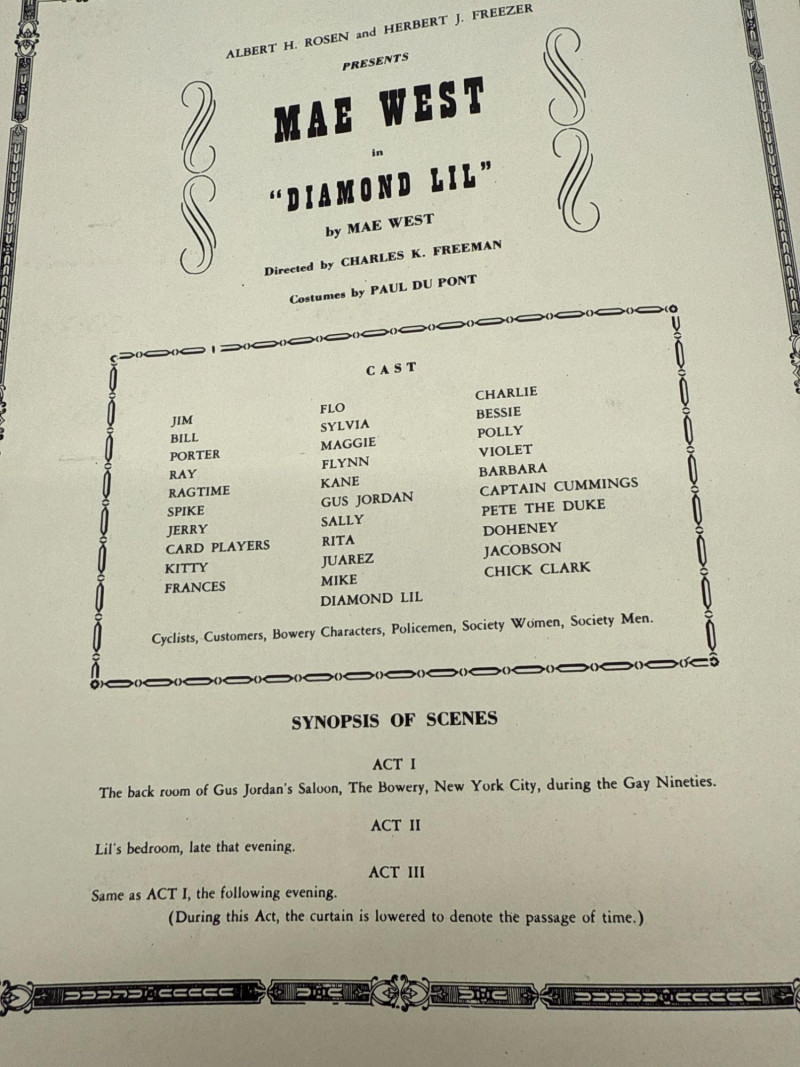 ALBERT H. ROSEN and HERBERT J. FREEZER
PRESENTS
MAE WEST
in
"DIAMOND LIL"
by MAE WEST
Directed by CHARLES K. FREEMAN
Costumes by PAUL DU PONT
CAST
JIM
BILL
PORTER
RAY
RAGTIME
SPIKE
JERRY
CARD PLAYERS
KITTY
FRANCES
FLO
SYLVIA
MAGGIE
FLYNN
KANE
GUS JORDAN
SALLY
RITA
JUAREZ
MIKE
DIAMOND LIL
CHARLIE
BESSIE
POLLY
VIOLET
BARBARA
CAPTAIN CUMMINGS
PETE THE DUKE
DOHENEY
JACOBSON
CHICK CLARK
Cyclists, Customers, Bowery Characters, Policemen, Society Women, Society Men.
SYNOPSIS OF SCENES
ACT I
The back room of Gus Jordan's Saloon, The Bowery, New York City, during the Gay Nineties.
ACT II
Lil's bedroom, late that evening.
ACT III
Same as ACT I, the following evening.
(During this Act, the curtain is lowered to denote the passage of time.)